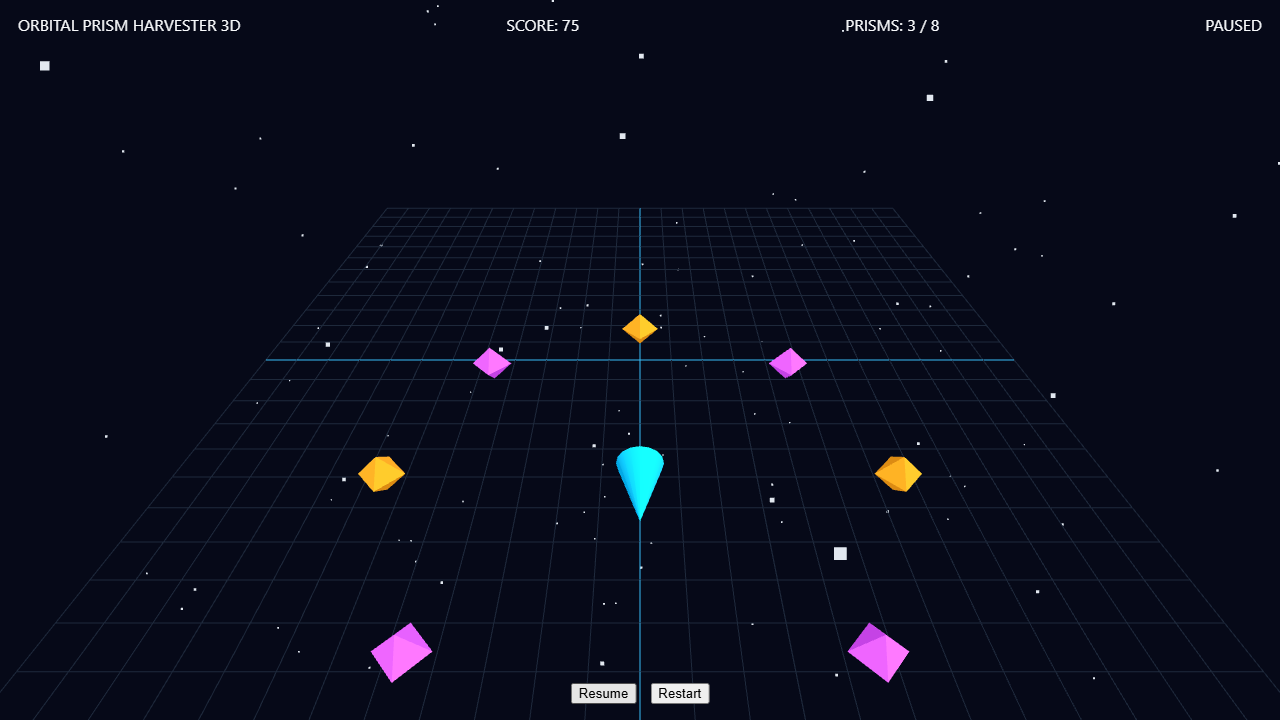 ORBITAL PRISM HARVESTER 3D
SCORE: 75
PRISMS: 3 / 8
PAUSED
Resume
Restart